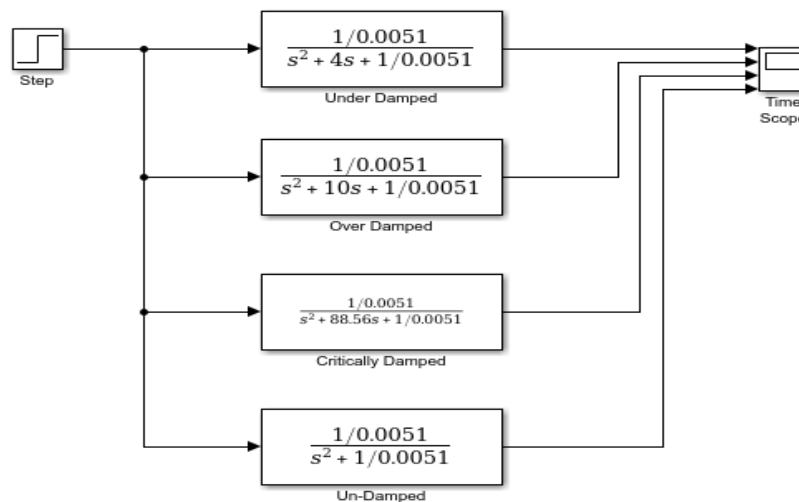 Step
1/0.0051
s² + 4s + 1/0.0051
Under Damped
Time
Scope
1/0.0051
s² + 10s + 1/0.0051
Over Damped
1/0.0051
s² + 88.56s + 1/0.0051
Critically Damped
1/0.0051
s² + 1/0.0051
Un-Damped